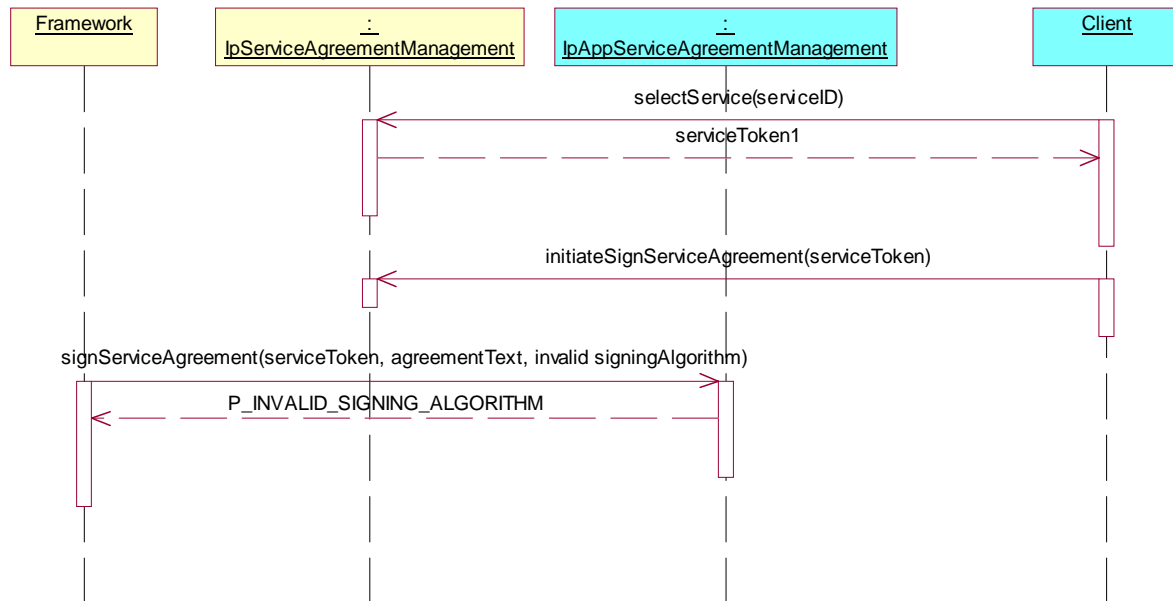 Framework
:
IpServiceAgreementManagement
:
IpAppServiceAgreementManagement
Client
selectService(serviceID)
serviceToken1
initiateSignServiceAgreement(serviceToken)
signServiceAgreement(serviceToken, agreementText, invalid signingAlgorithm)
P_INVALID_SIGNING_ALGORITHM